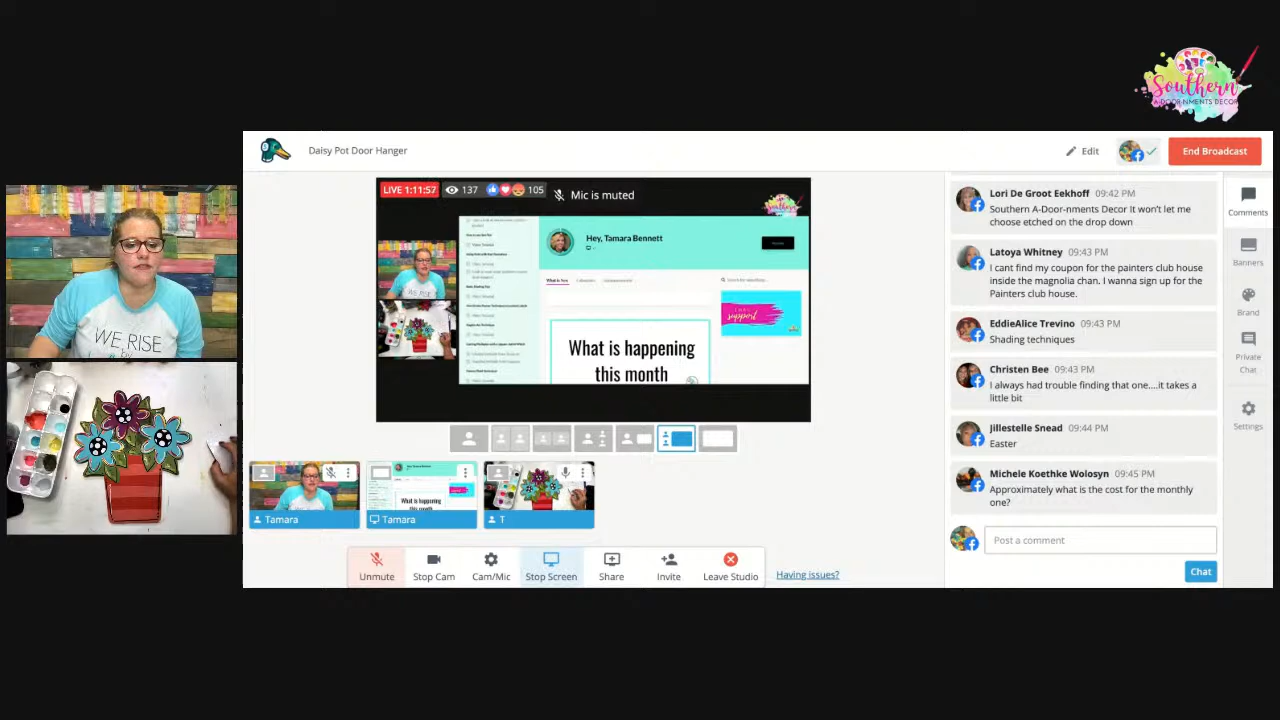 Southern
A-DOOR-NMENTS DECOR
Daisy Pot Door Hanger
Edit
End Broadcast
LIVE 1:11:57
137
105
Mic is muted
Hey, Tamara Bennett
What is happening
this month
support
WE RISE
by
Tamara
Tamara
T
Unmute
Stop Cam
Cam/Mic
Stop Screen
Share
Invite
Leave Studio
Having issues?
Lori De Groot Eekhoff 09:42 PM
Southern A-Door-nments Decor It won't let me
choose etched on the drop down
Latoya Whitney 09:43 PM
I cant find my coupon for the painters club house
inside the magnolia chan. I wanna sign up for the
Painters club house.
EddieAlice Trevino 09:43 PM
Shading techniques
Christen Bee 09:43 PM
I always had trouble finding that one....it takes a
little bit
Jillestelle Snead 09:44 PM
Easter
Michele Koethke Wolosyn 09:45 PM
Approximately what is the cost for the monthly
one?
Post a comment
Chat
Comments
Banners
Brand
Private
Chat
Settings